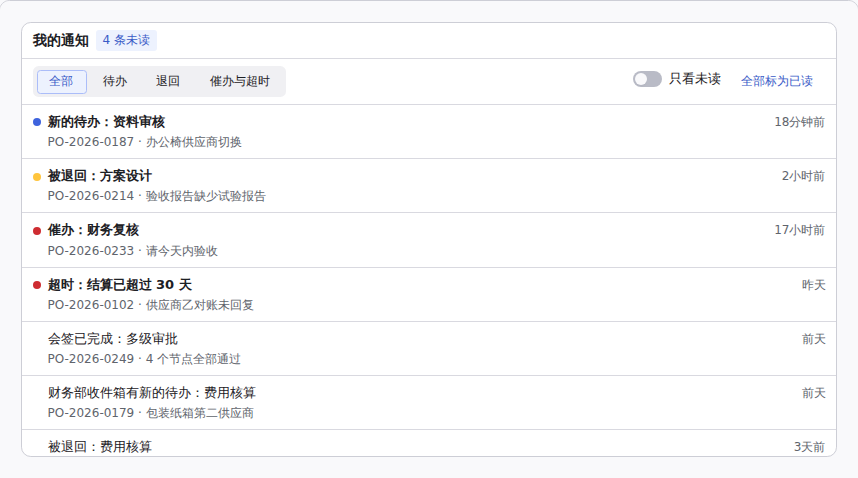 我的通知 4 条未读
全部 待办 退回 催办与超时 只看未读 全部标为已读
新的待办：资料审核 18分钟前
PO-2026-0187 · 办公椅供应商切换
被退回：方案设计 2小时前
PO-2026-0214 · 验收报告缺少试验报告
催办：财务复核 17小时前
PO-2026-0233 · 请今天内验收
超时：结算已超过 30 天 昨天
PO-2026-0102 · 供应商乙对账未回复
会签已完成：多级审批 前天
PO-2026-0249 · 4 个节点全部通过
财务部收件箱有新的待办：费用核算 前天
PO-2026-0179 · 包装纸箱第二供应商
被退回：费用核算 3天前